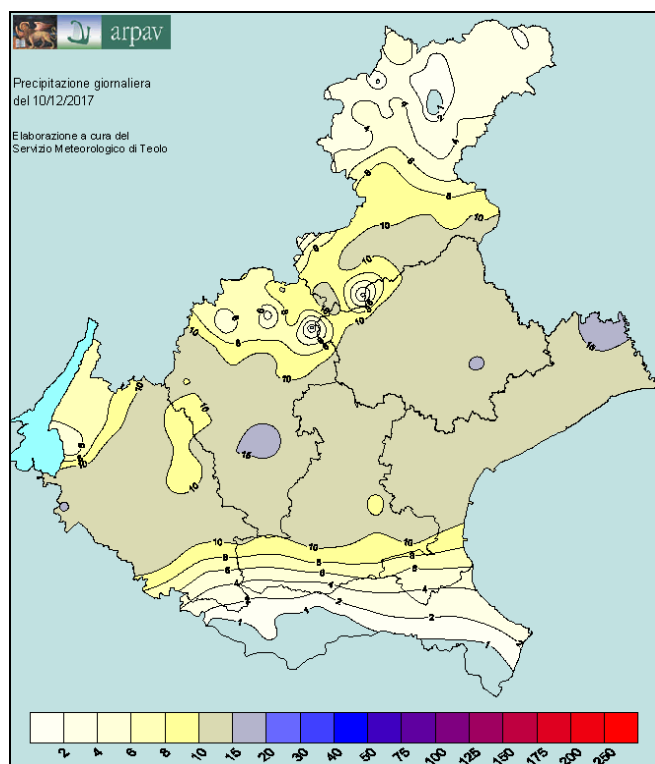 arpav
Precipitazione giornaliera
del 10/12/2017
Elaborazione a cura del
Servizio Meteorologico di Teolo
2 4 6 8 10 15 20 30 40 50 75 100 125 150 175 200 250